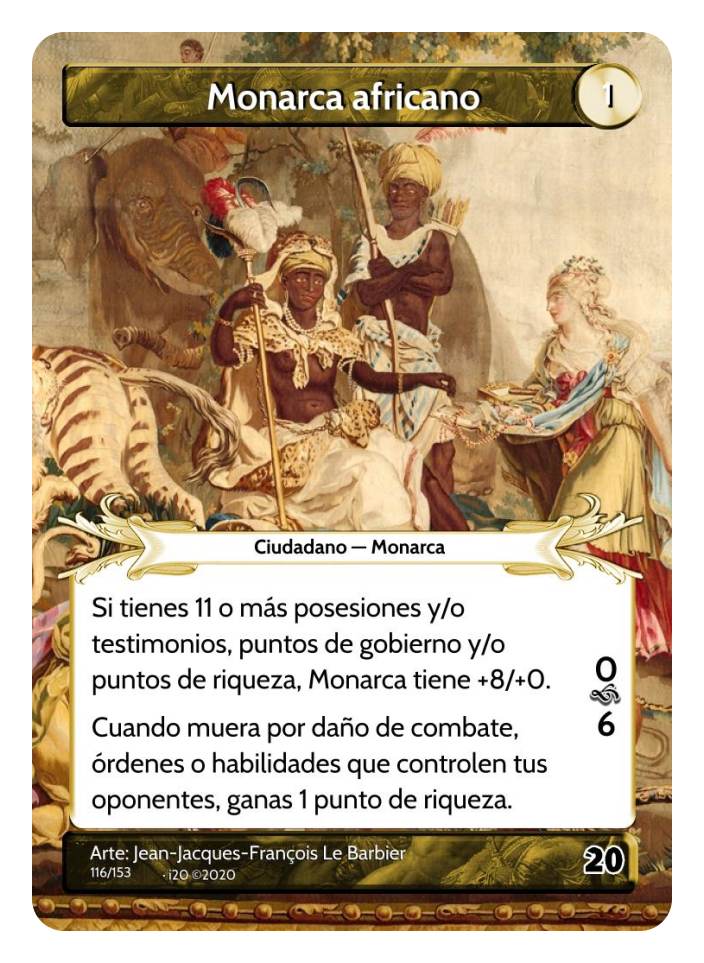 Monarca africano
1
Ciudadano — Monarca
Si tienes 11 o más posesiones y/o
testimonios, puntos de gobierno y/o
puntos de riqueza, Monarca tiene +8/+0.
Cuando muera por daño de combate,
órdenes o habilidades que controlen tus
oponentes, ganas 1 punto de riqueza.
0
6
Arte: Jean-Jacques-François Le Barbier
116/153 · i20 ©2020
20